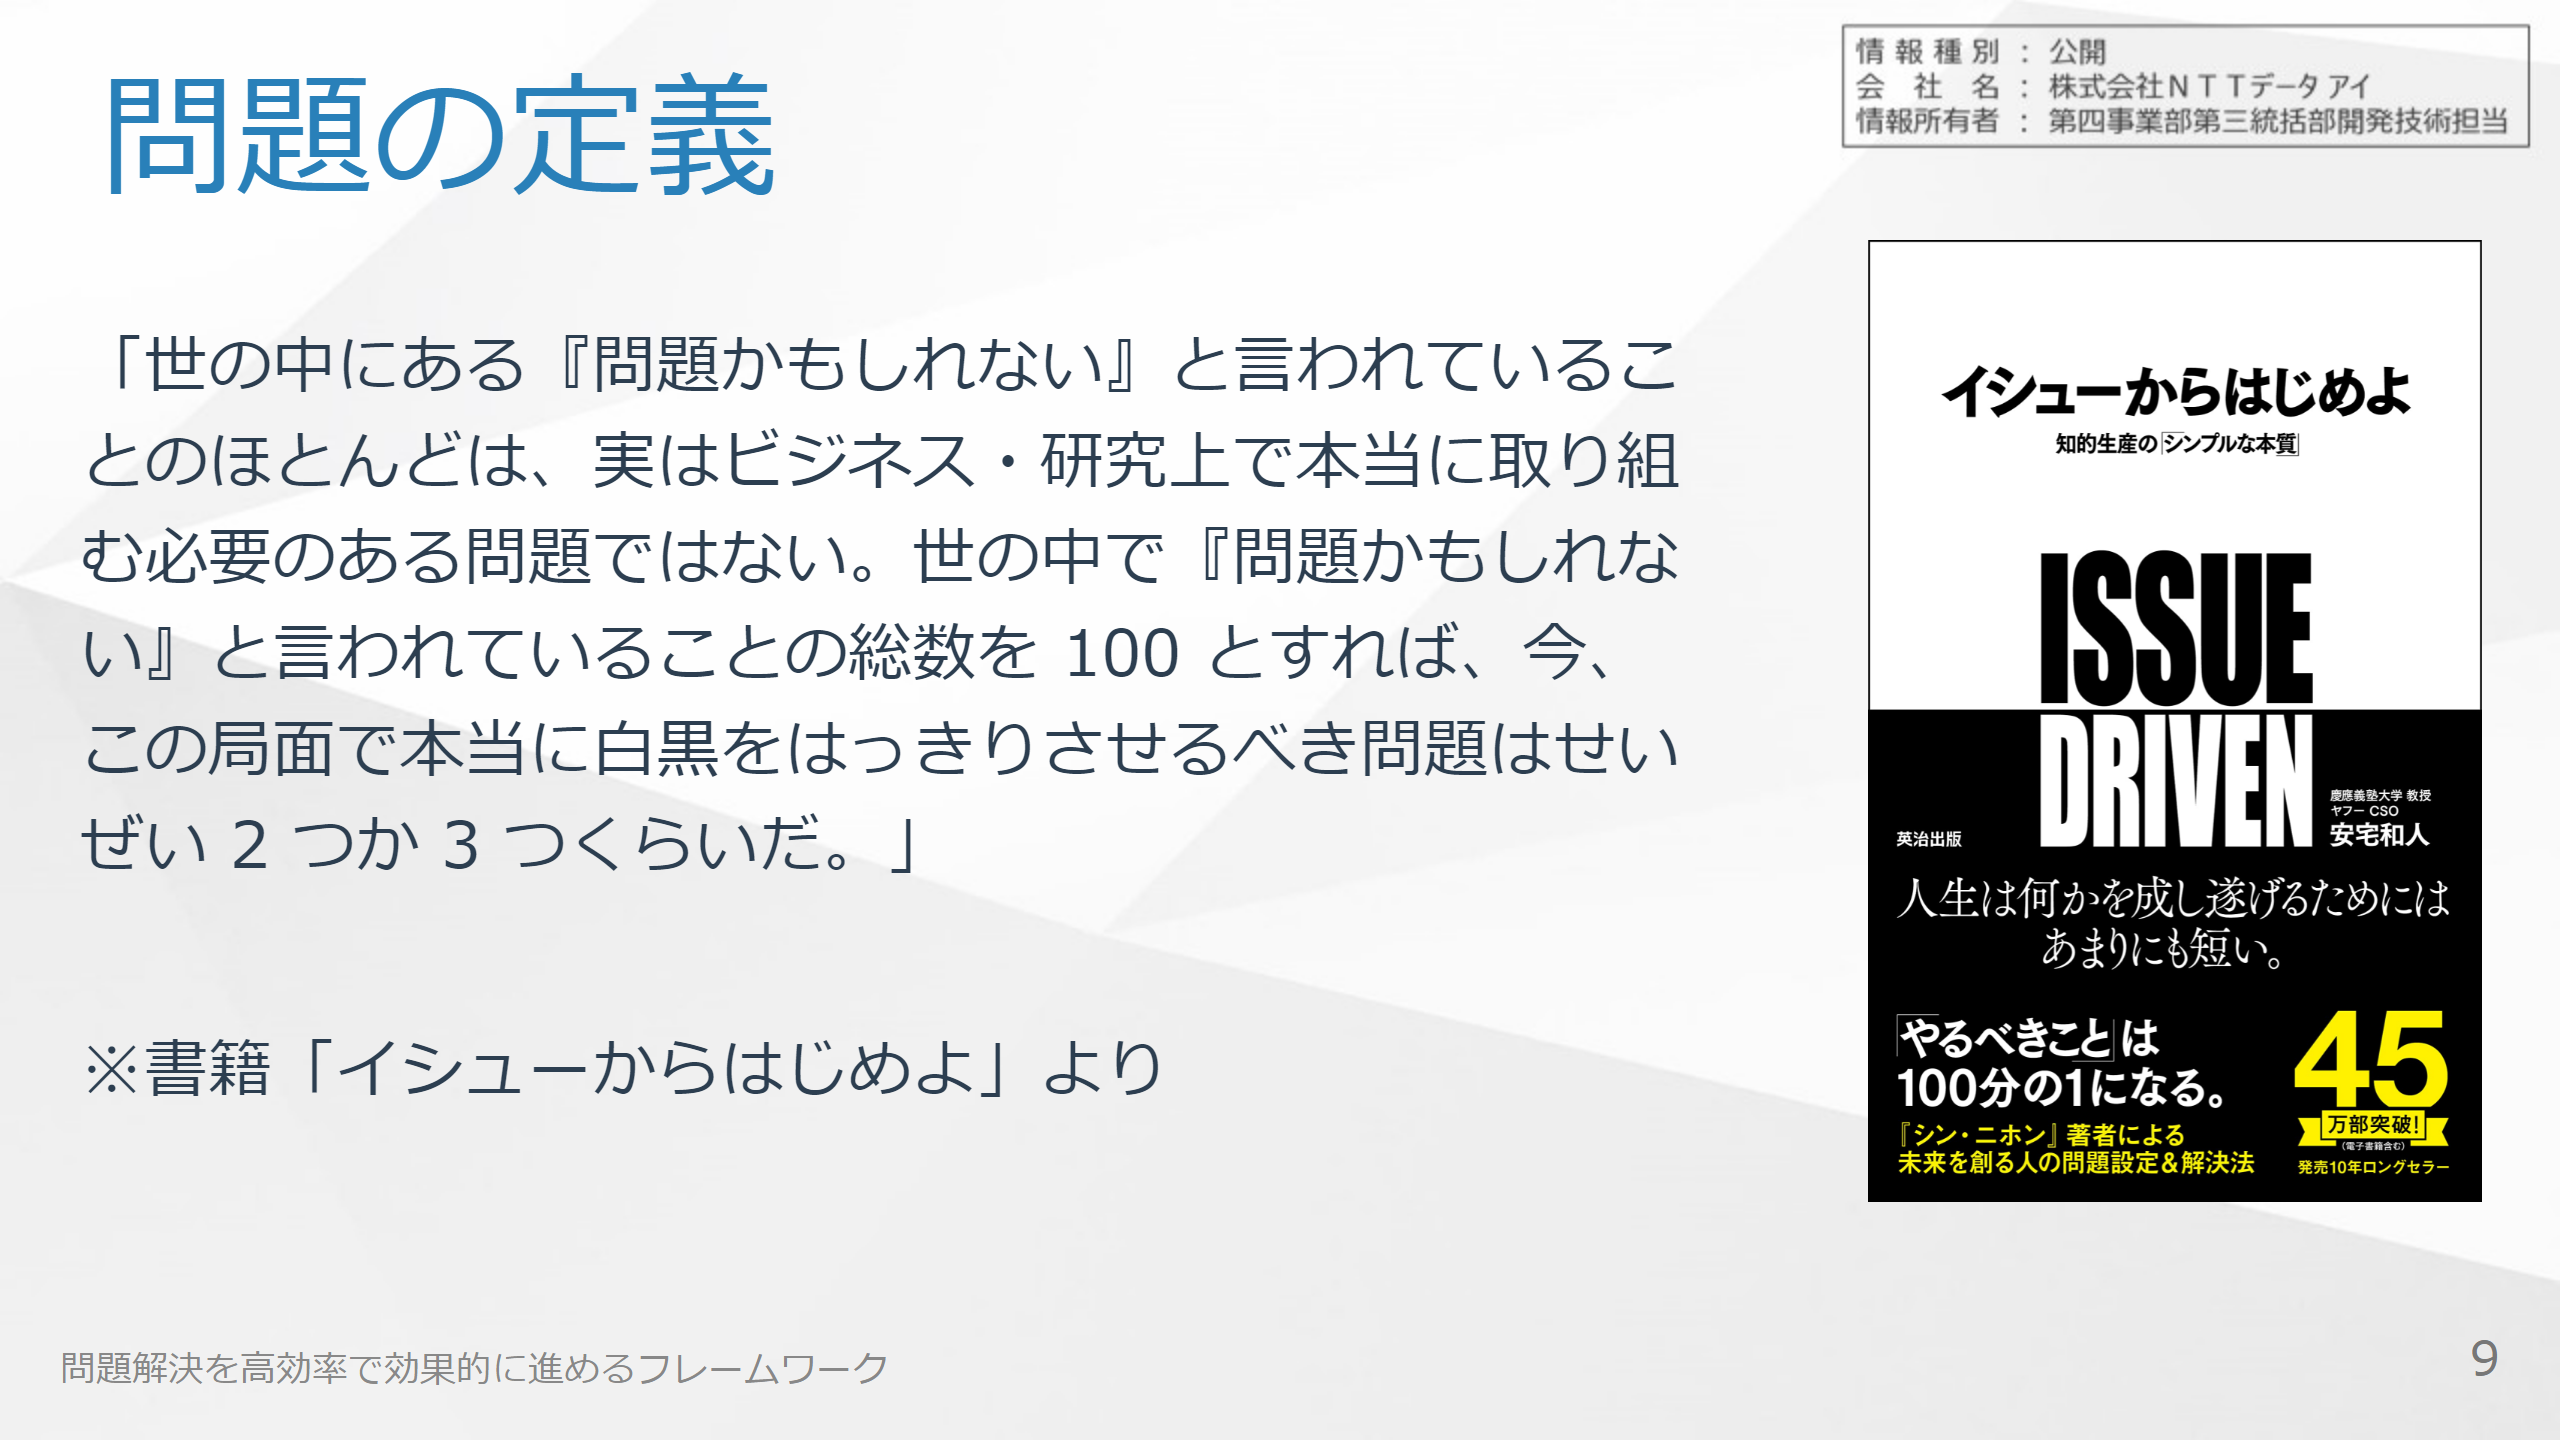 問題の定義
情報種別 : 公開
会 社 名 : 株式会社NTTデータ アイ
情報所有者 : 第四事業部第三統括部開発技術担当
「世の中にある『問題かもしれない』と言われているこ
とのほとんどは、実はビジネス・研究上で本当に取り組
む必要のある問題ではない。世の中で『問題かもしれな
い』と言われていることの総数を 100 とすれば、今、
この局面で本当に白黒をはっきりさせるべき問題はせい
ぜい 2 つか 3 つくらいだ。」
※書籍「イシューからはじめよ」より
イシューからはじめよ
知的生産の「シンプルな本質」
ISSUE
DRIVEN
慶應義塾大学 教授
ヤフー CSO
安宅和人
英治出版
人生は何かを成し遂げるためには
あまりにも短い。
「やるべきこと」は
100分の1になる。
『シン・ニホン』著者による
未来を創る人の問題設定&解決法
45
万部突破!
(電子書籍含む)
発売10年ロングセラー
問題解決を高効率で効果的に進めるフレームワーク
9